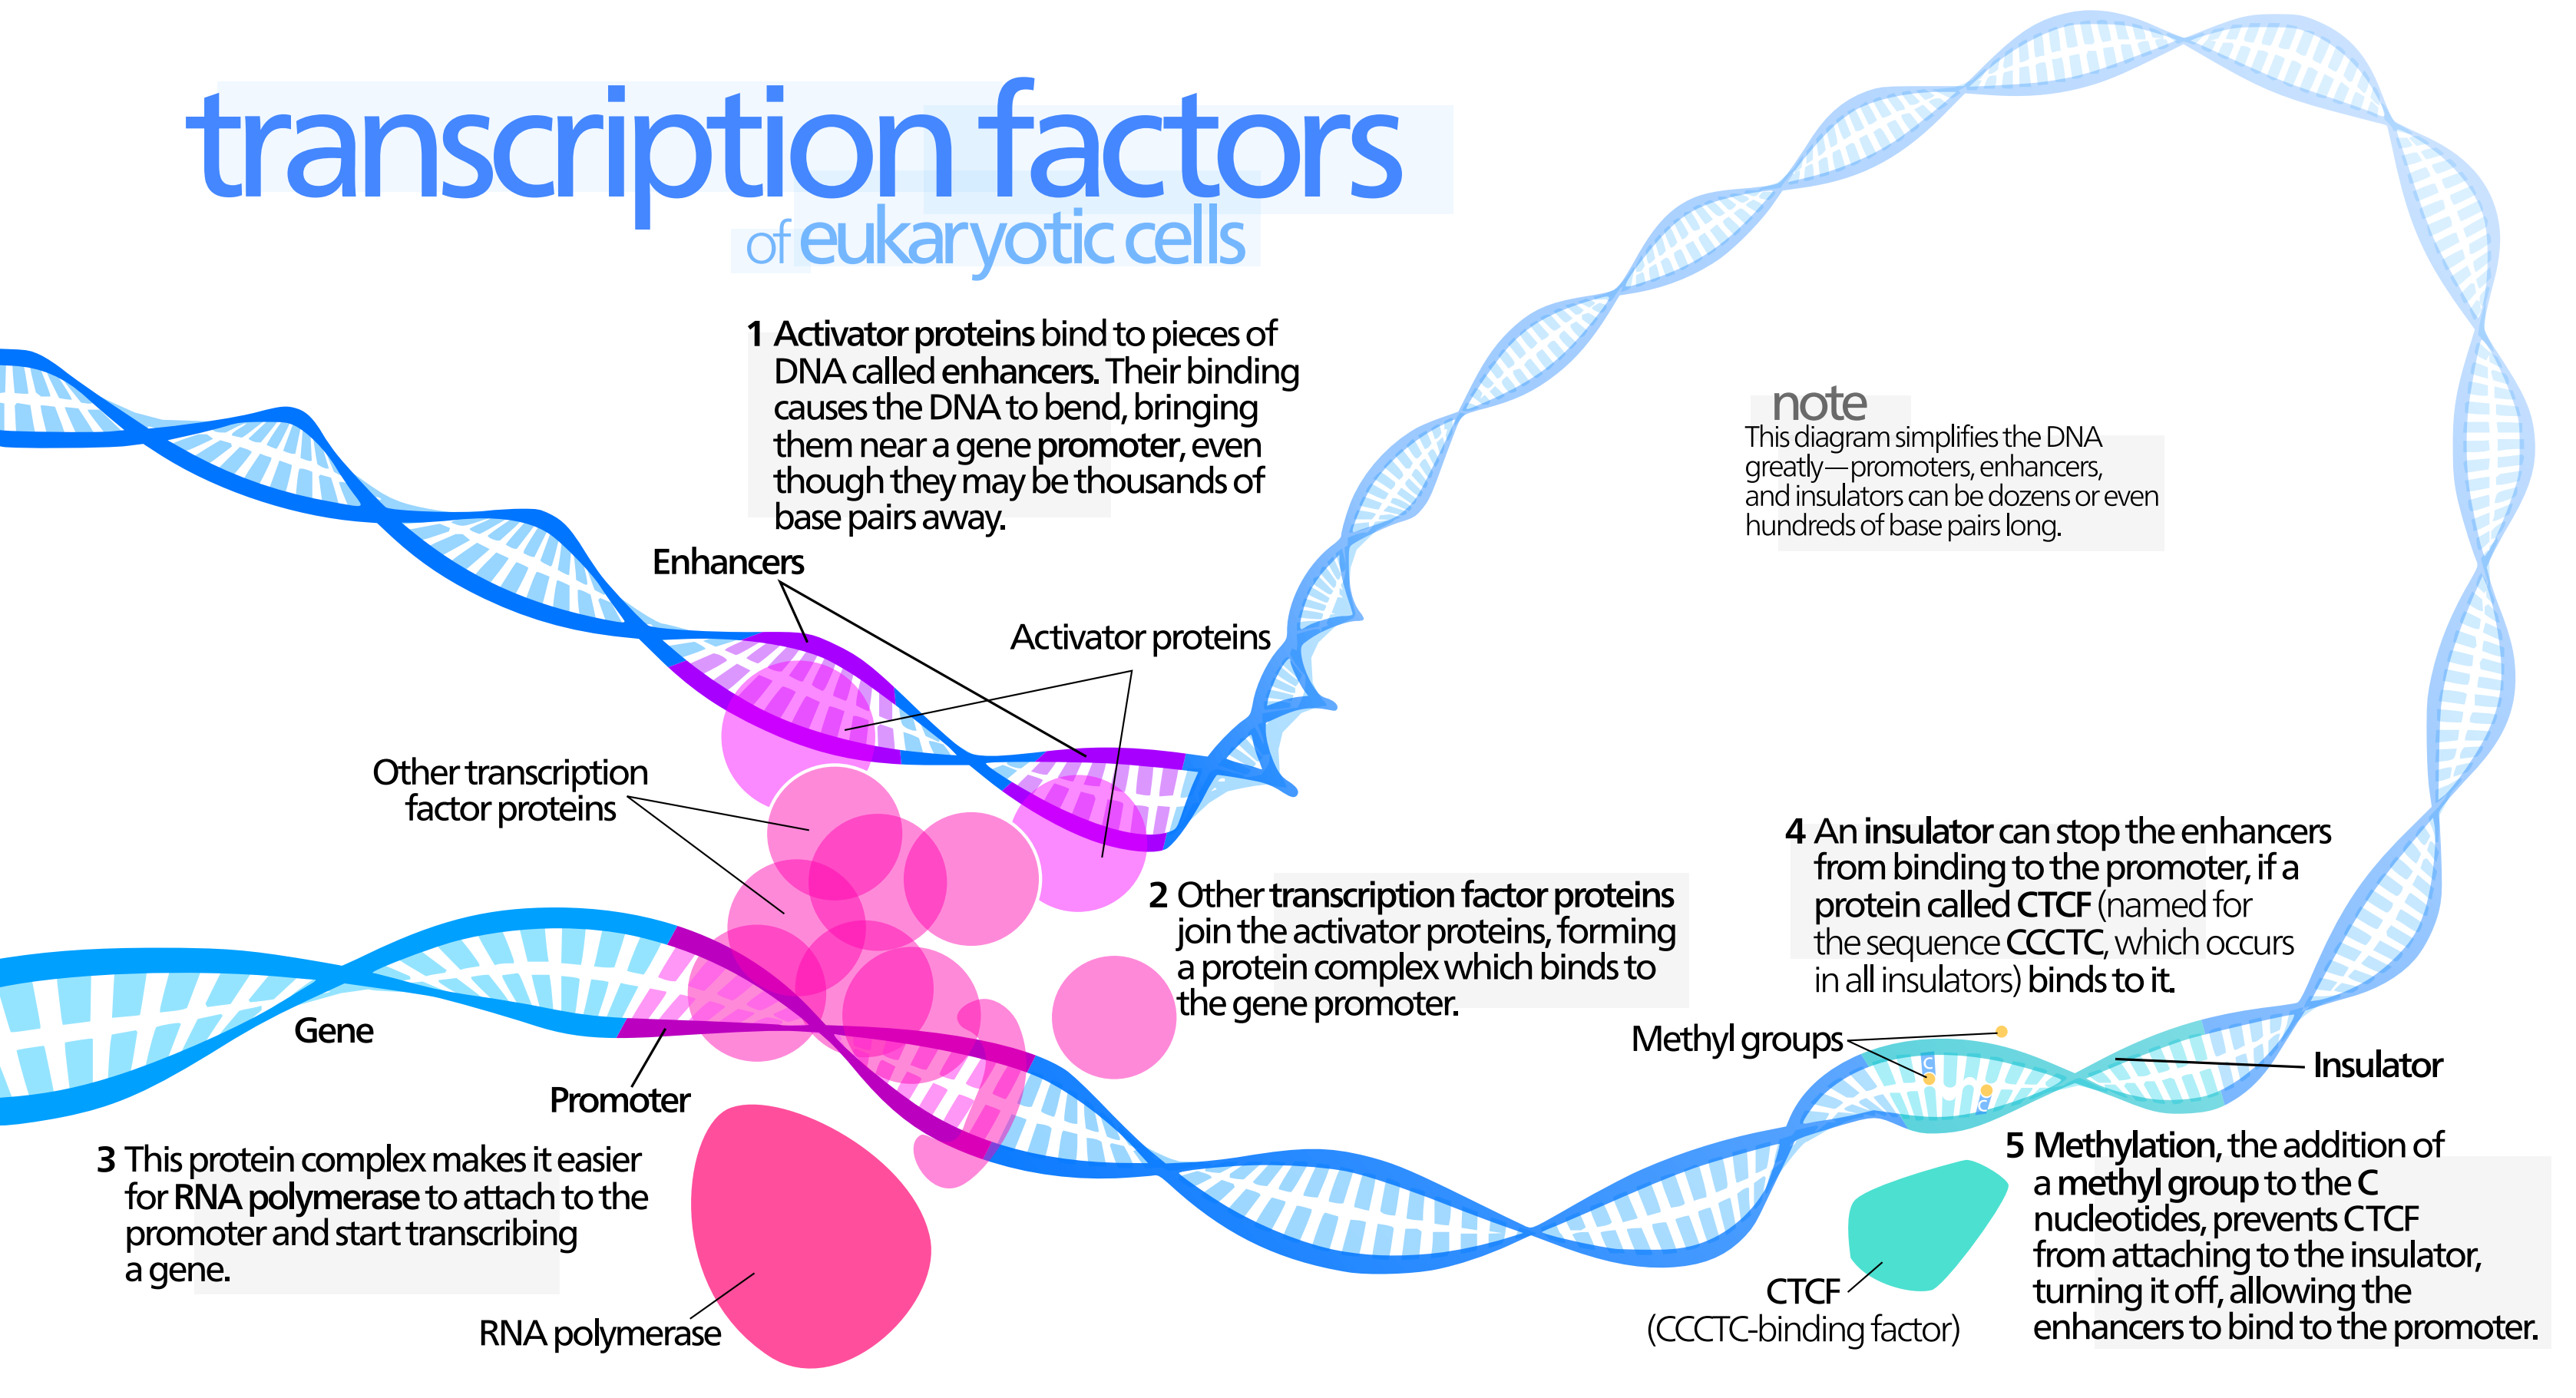 transcription factors
of eukaryotic cells
1 Activator proteins bind to pieces of
DNA called enhancers. Their binding
causes the DNA to bend, bringing
them near a gene promoter, even
though they may be thousands of
base pairs away.
note
This diagram simplifies the DNA
greatly—promoters, enhancers,
and insulators can be dozens or even
hundreds of base pairs long.
Enhancers
Activator proteins
Other transcription
factor proteins
2 Other transcription factor proteins
join the activator proteins, forming
a protein complex which binds to
the gene promoter.
4 An insulator can stop the enhancers
from binding to the promoter, if a
protein called CTCF (named for
the sequence CCCTC, which occurs
in all insulators) binds to it.
Gene
Methyl groups
C
C
Insulator
Promoter
3 This protein complex makes it easier
for RNA polymerase to attach to the
promoter and start transcribing
a gene.
RNA polymerase
5 Methylation, the addition of
a methyl group to the C
nucleotides, prevents CTCF
from attaching to the insulator,
turning it off, allowing the
enhancers to bind to the promoter.
CTCF
(CCCTC-binding factor)